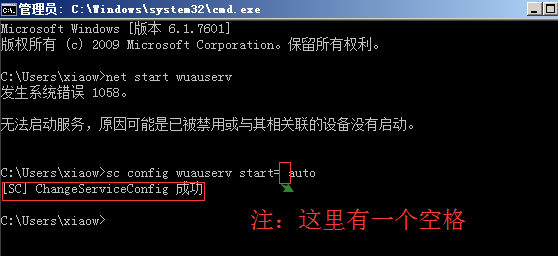 管理员: C:\Windows\system32\cmd.exe
Microsoft Windows [版本 6.1.7601]
版权所有 (c) 2009 Microsoft Corporation。保留所有权利。
C:\Users\xiaow>net start wuauserv
发生系统错误 1058。
无法启动服务，原因可能是已被禁用或与其相关联的设备没有启动。
C:\Users\xiaow>sc config wuauserv start= auto
[SC] ChangeServiceConfig 成功
C:\Users\xiaow>
注：这里有一个空格